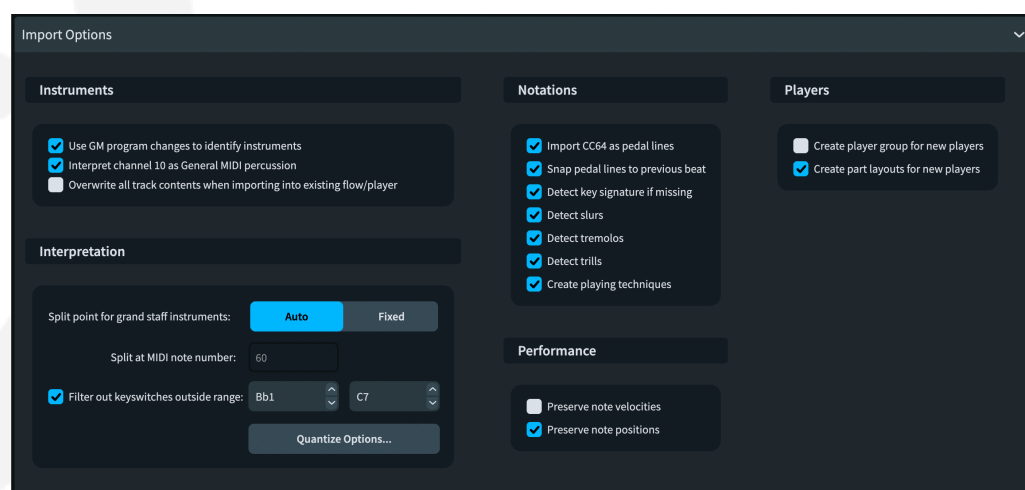 Import Options
Instruments
Use GM program changes to identify instruments
Interpret channel 10 as General MIDI percussion
Overwrite all track contents when importing into existing flow/player
Interpretation
Split point for grand staff instruments: Auto Fixed
Split at MIDI note number: 60
Filter out keyswitches outside range: Bb1 C7
Quantize Options...
Notations
Import CC64 as pedal lines
Snap pedal lines to previous beat
Detect key signature if missing
Detect slurs
Detect tremolos
Detect trills
Create playing techniques
Performance
Preserve note velocities
Preserve note positions
Players
Create player group for new players
Create part layouts for new players